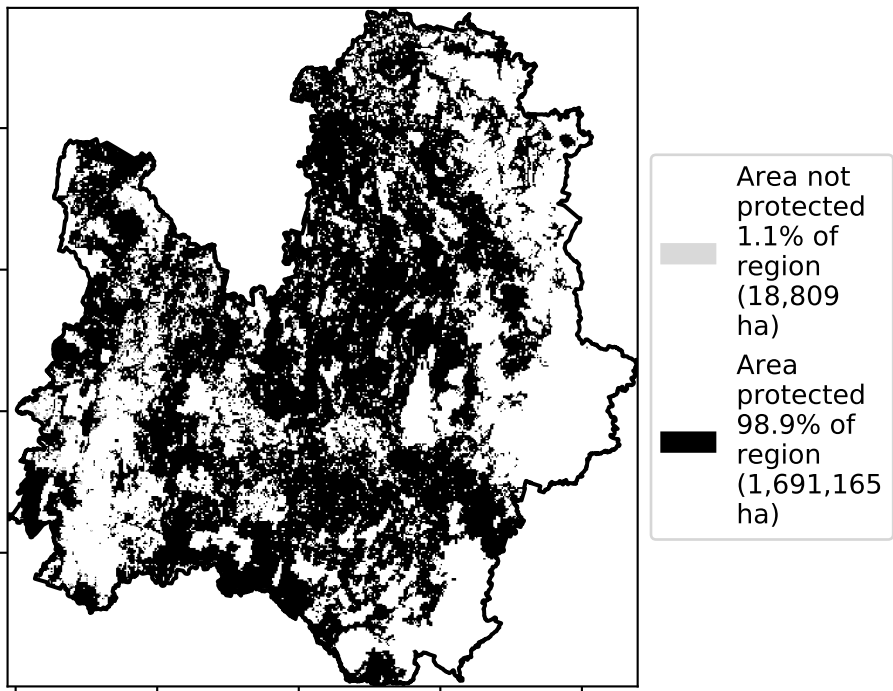 Area not
protected
1.1% of
region
(18,809
ha)
Area
protected
98.9% of
region
(1,691,165
ha)